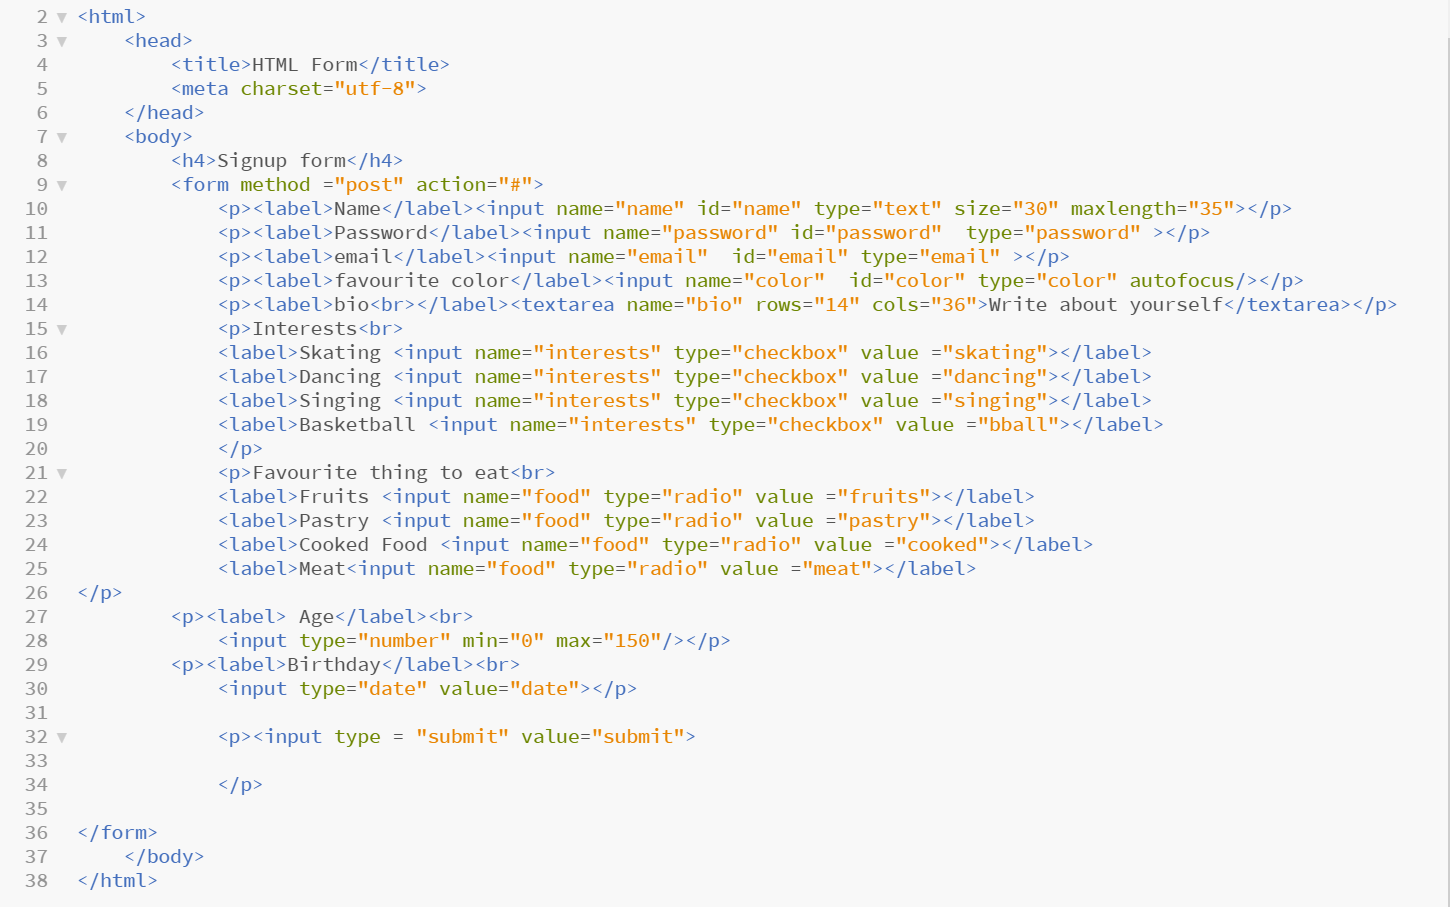 2 <html>
3 <head>
4 <title>HTML Form</title>
5 <meta charset="utf-8">
6 </head>
7 <body>
8 <h4>Signup form</h4>
9 <form method ="post" action="#">
10 <p><label>Name</label><input name="name" id="name" type="text" size="30" maxlength="35"></p>
11 <p><label>Password</label><input name="password" id="password"  type="password" ></p>
12 <p><label>email</label><input name="email"  id="email" type="email" ></p>
13 <p><label>favourite color</label><input name="color"  id="color" type="color" autofocus/></p>
14 <p><label>bio<br></label><textarea name="bio" rows="14" cols="36">Write about yourself</textarea></p>
15 <p>Interests<br>
16 <label>Skating <input name="interests" type="checkbox" value ="skating"></label>
17 <label>Dancing <input name="interests" type="checkbox" value ="dancing"></label>
18 <label>Singing <input name="interests" type="checkbox" value ="singing"></label>
19 <label>Basketball <input name="interests" type="checkbox" value ="bball"></label>
20 </p>
21 <p>Favourite thing to eat<br>
22 <label>Fruits <input name="food" type="radio" value ="fruits"></label>
23 <label>Pastry <input name="food" type="radio" value ="pastry"></label>
24 <label>Cooked Food <input name="food" type="radio" value ="cooked"></label>
25 <label>Meat<input name="food" type="radio" value ="meat"></label>
26 </p>
27 <p><label> Age</label><br>
28 <input type="number" min="0" max="150"/></p>
29 <p><label>Birthday</label><br>
30 <input type="date" value="date"></p>
31
32 <p><input type = "submit" value="submit">
33
34 </p>
35
36 </form>
37 </body>
38 </html>